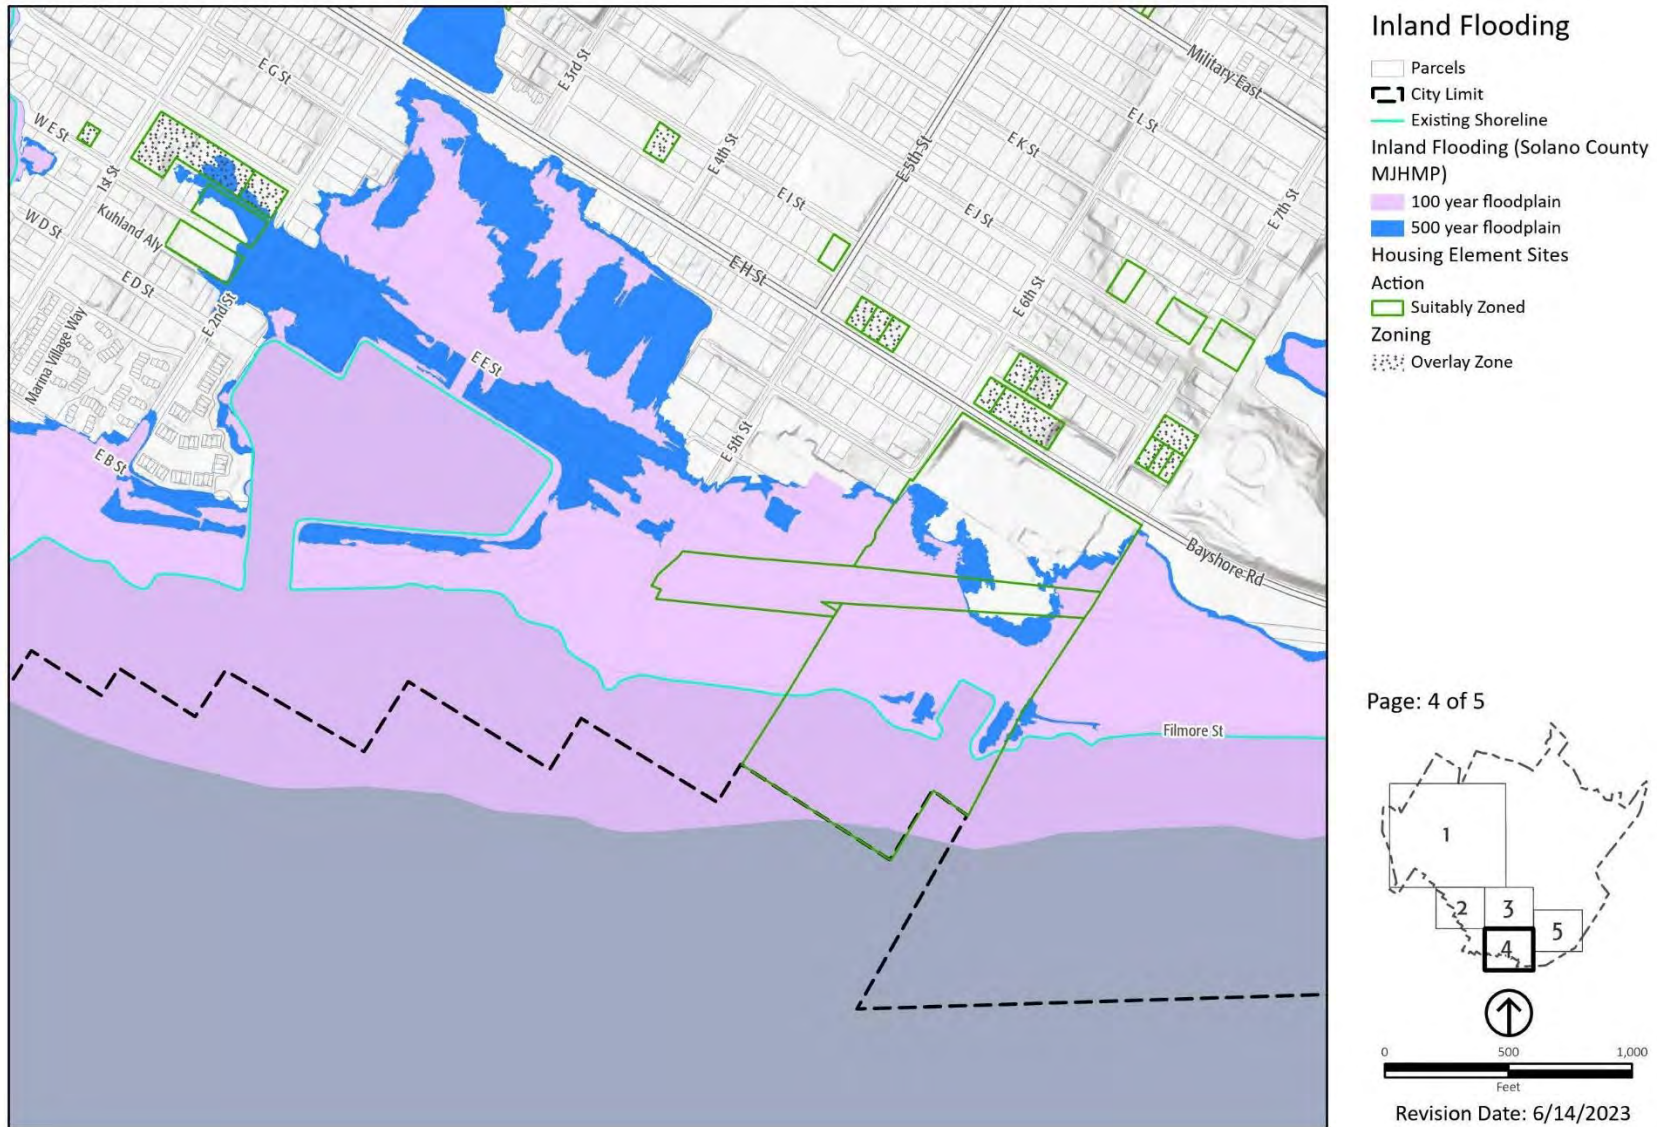 Inland Flooding
Parcels
City Limit
Existing Shoreline
Inland Flooding (Solano County
MJHMP)
100 year floodplain
500 year floodplain
Housing Element Sites
Action
Suitably Zoned
Zoning
Overlay Zone
Military East
E 3rd St
E G St
E L St
W E St
E 4th St
E 5th St
E K St
1st St
E I St
E J St
E 7th St
W D St
Kuhland Aly
E H St
E 6th St
E D St
E 2nd St
Marina Village Way
E E St
E 5th St
E B St
Bayshore Rd
Filmore St
Page: 4 of 5
1
2
3
4
5
0
500
1,000
Feet
Revision Date: 6/14/2023